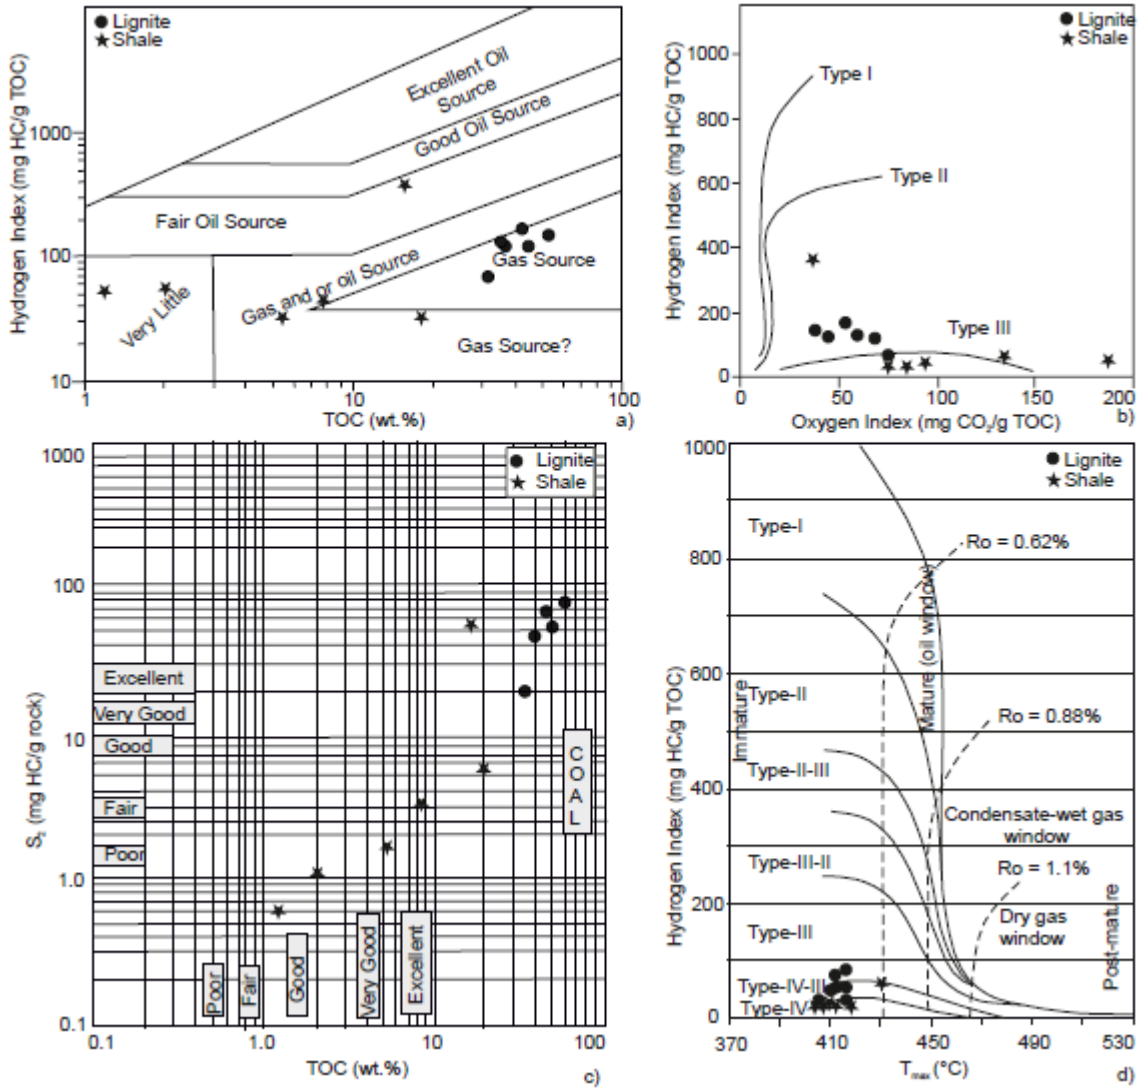 Lignite
Shale
Hydrogen Index (mg HC/g TOC)
1000
100
10
Excellent Oil
Source
Good Oil Source
Fair Oil Source
Gas and or oil Source
Gas Source
Very Little
Gas Source?
1
10
100
TOC (wt.%)
a)
Lignite
Shale
Hydrogen Index (mg HC/g TOC)
1000
800
600
400
200
0
Type I
Type II
Type III
0
50
100
150
200
Oxygen Index (mg CO2/g TOC)
b)
Lignite
Shale
S2 (mg HC/g rock)
1000
100
10
1.0
0.1
Excellent
Very Good
Good
Fair
Poor
COAL
Poor
Fair
Good
Very Good
Excellent
0.1
1.0
10
100
TOC (wt.%)
c)
Lignite
Shale
Hydrogen Index (mg HC/g TOC)
1000
800
600
400
200
0
Type-I
Type-II
Type-II-III
Type-III-II
Type-III
Type-IV-III
Type-IV
Immature
Mature (oil window)
Ro = 0.62%
Ro = 0.88%
Condensate-wet gas
window
Ro = 1.1%
Dry gas
window
Post-mature
370
410
450
490
530
Tmax (°C)
d)